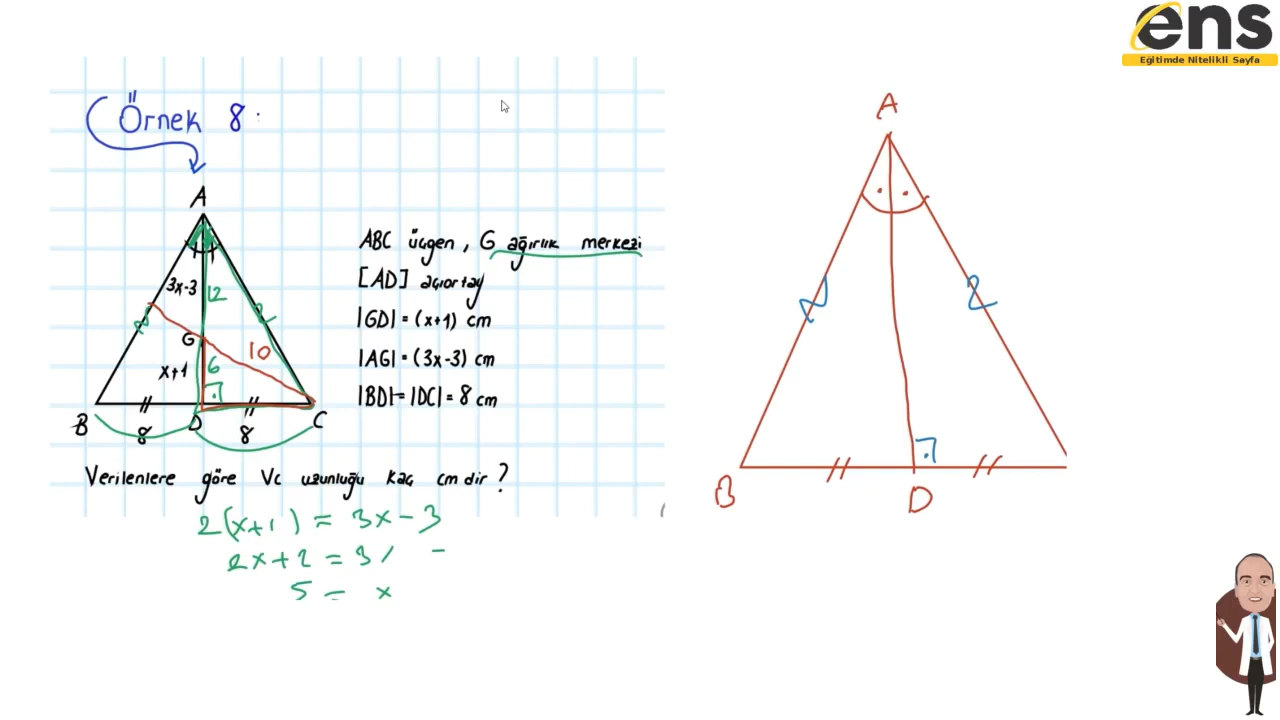 ens
Eğitimde Nitelikli Sayfa
Örnek 8:
A
3x-3
12
G
10
x+1
6
B
D
C
8
8
ABC üçgen, G ağırlık merkezi
[AD] açıortay
|GD| = (x+1) cm
|AG| = (3x-3) cm
|BD| = |DC| = 8 cm
Verilenlere göre Vc uzunluğu kaç cm dir?
2(x+1) = 3x-3
2x+2 = 3
5 = x
A
B
D